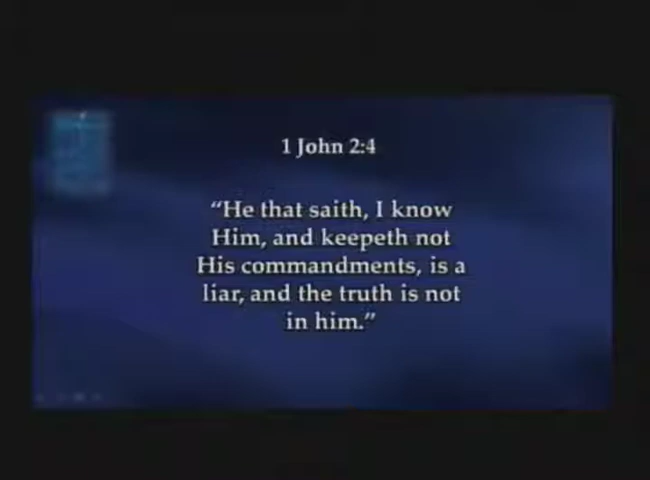 1 John 2:4
“He that saith, I know
Him, and keepeth not
His commandments, is a
liar, and the truth is not
in him.”